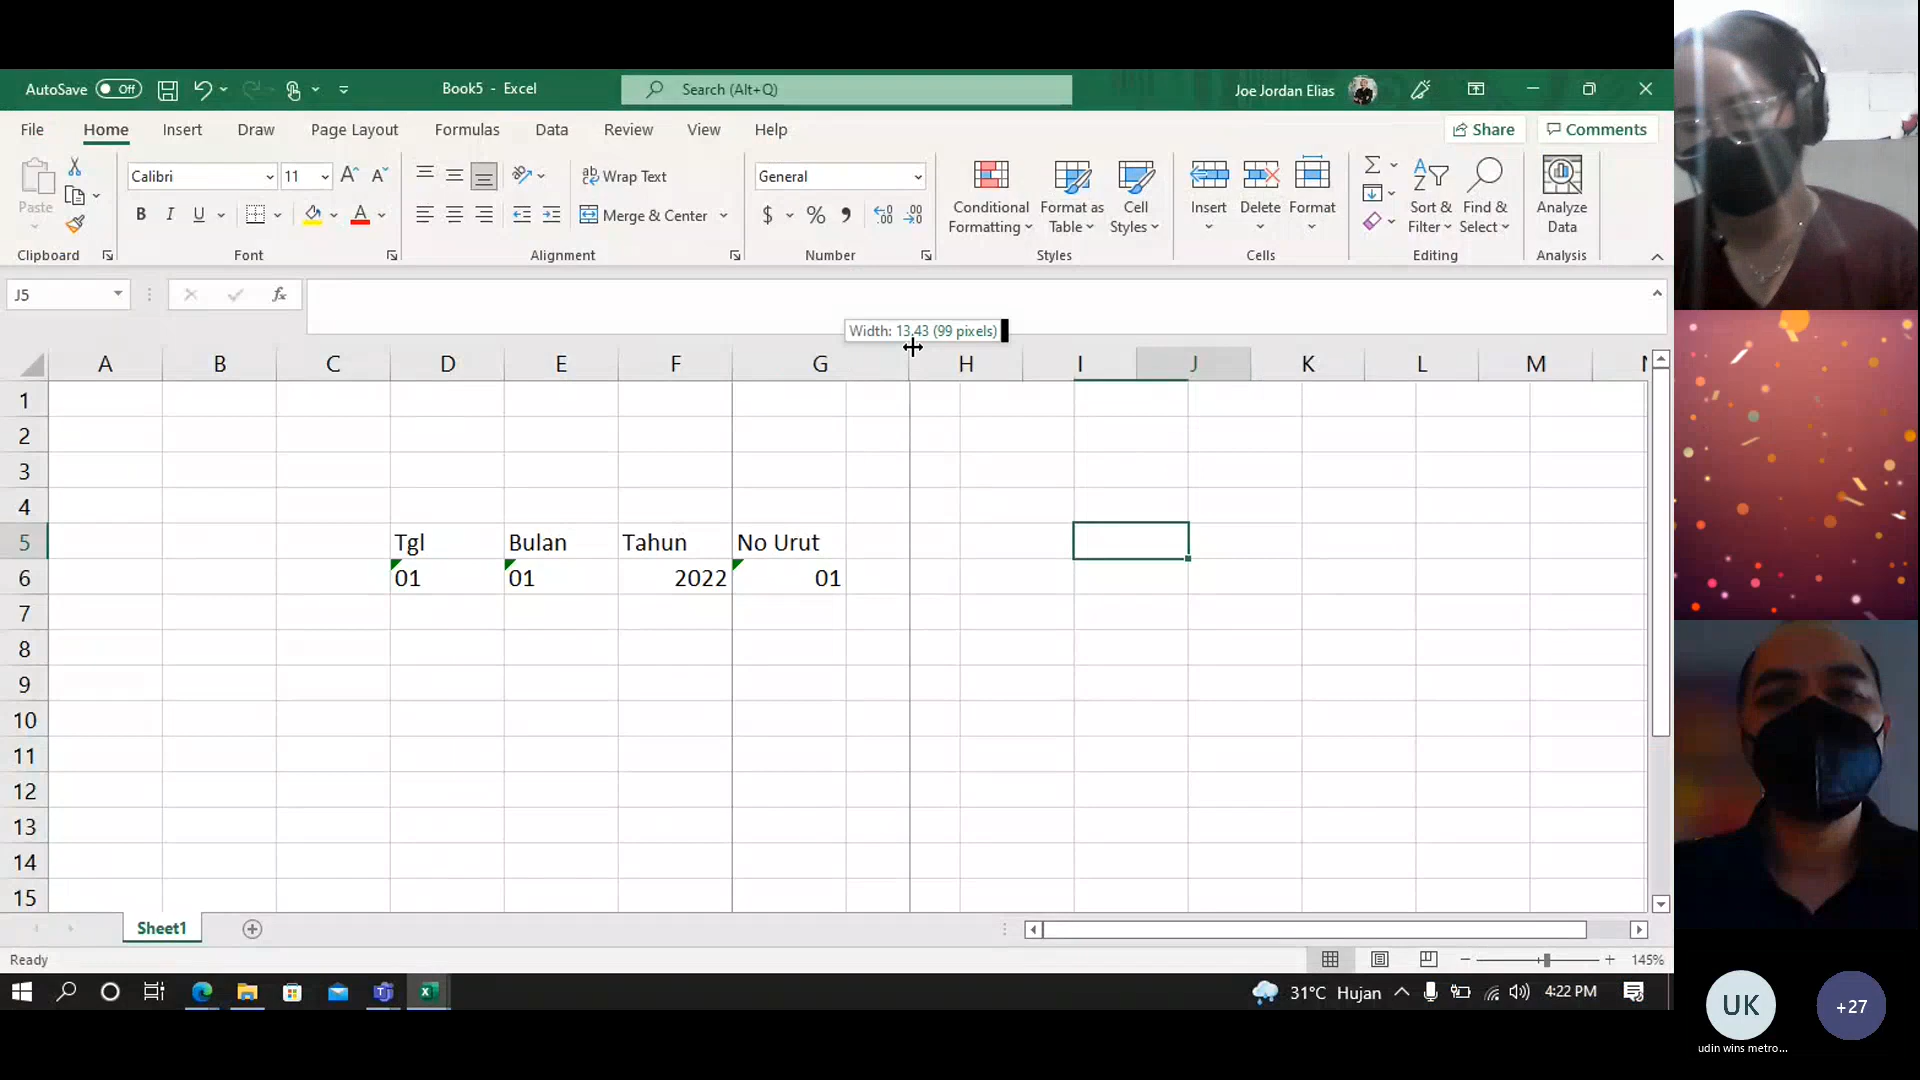 AutoSave Off Book5 - Excel Search (Alt+Q) Joe Jordan Elias
File Home Insert Draw Page Layout Formulas Data Review View Help Share Comments
Paste Calibri 11 A A Wrap Text General Conditional Formatting Format as Table Cell Styles Insert Delete Format Sort & Filter Find & Select Analyze Data
B I U A Merge & Center $ %
Clipboard Font Alignment Number Styles Cells Editing Analysis
J5 fx
Width: 13,43 (99 pixels)
A B C D E F G H I J K L M
1
2
3
4
5 Tgl Bulan Tahun No Urut
6 01 01 2022 01
7
8
9
10
11
12
13
14
15
Sheet1
Ready 145%
31°C Hujan 4:22 PM
UK +27
udin wins metro...